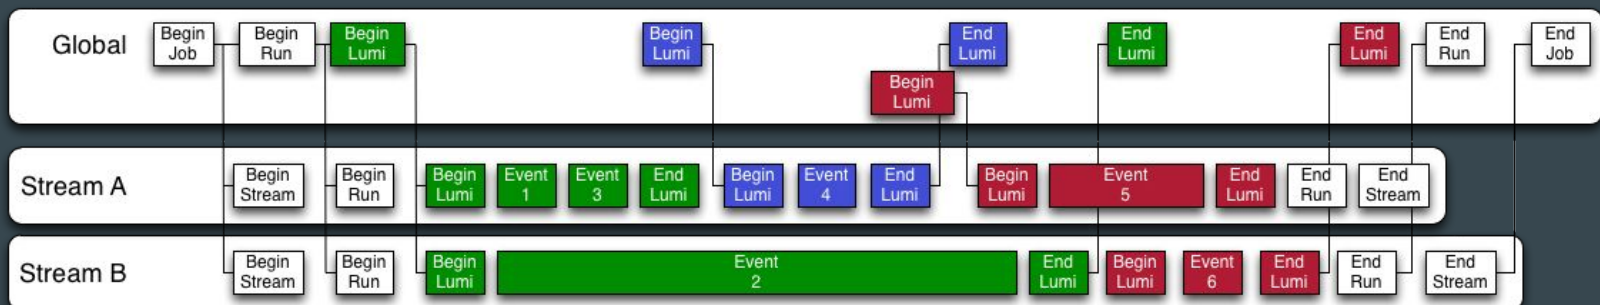 Global
Begin
Job
Begin
Run
Begin
Lumi
Begin
Lumi
End
Lumi
End
Lumi
End
Lumi
End
Run
End
Job
Begin
Lumi
Stream A
Begin
Stream
Begin
Run
Begin
Lumi
Event
1
Event
3
End
Lumi
Begin
Lumi
Event
4
End
Lumi
Begin
Lumi
Event
5
End
Lumi
End
Run
End
Stream
Stream B
Begin
Stream
Begin
Run
Begin
Lumi
Event
2
End
Lumi
Begin
Lumi
Event
6
End
Lumi
End
Run
End
Stream